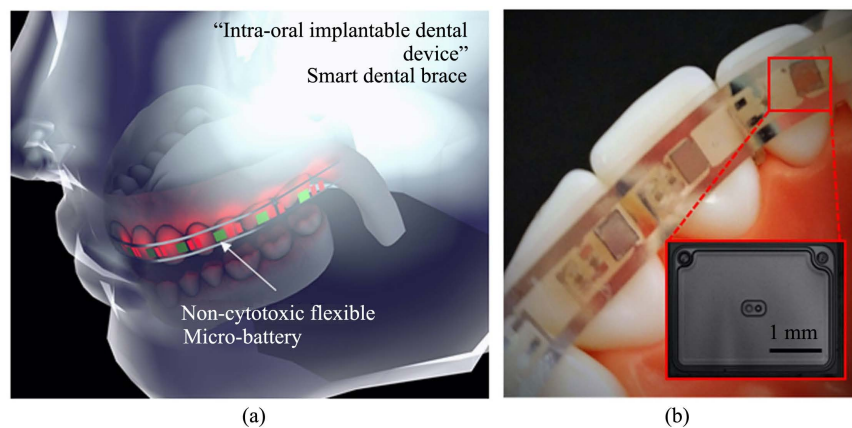 “Intra-oral implantable dental
device”
Smart dental brace
Non-cytotoxic flexible
Micro-battery
1 mm
(a)
(b)